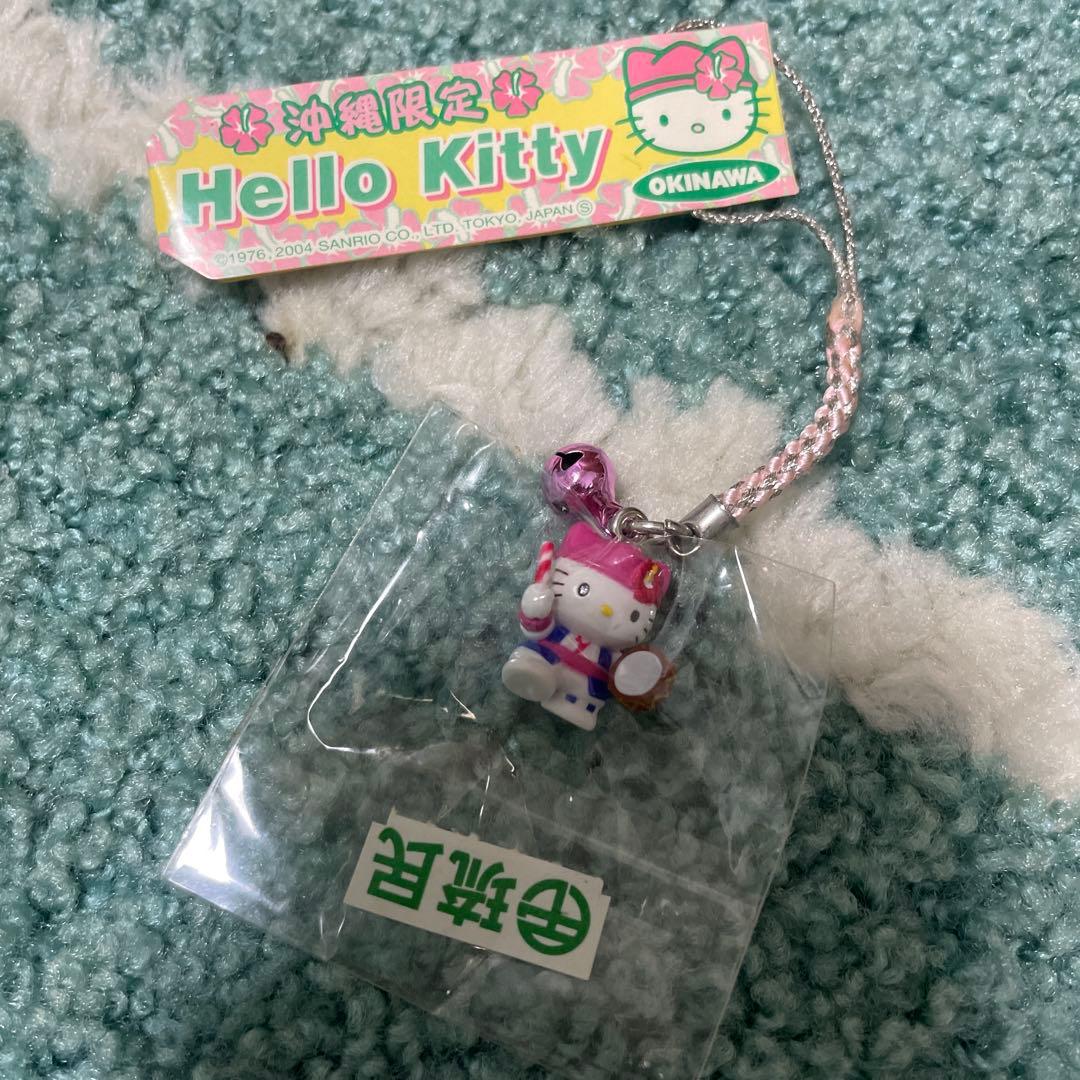 沖縄限定
Hello Kitty
OKINAWA
©1976, 2004 SANRIO CO., LTD. TOKYO, JAPAN Ⓢ
琉民